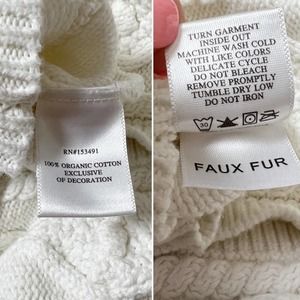 RN#153491
100% ORGANIC COTTON
EXCLUSIVE
OF DECORATION
TURN GARMENT
INSIDE OUT
MACHINE WASH COLD
WITH LIKE COLORS
DELICATE CYCLE
DO NOT BLEACH
REMOVE PROMPTLY
TUMBLE DRY LOW
DO NOT IRON
30
FAUX FUR